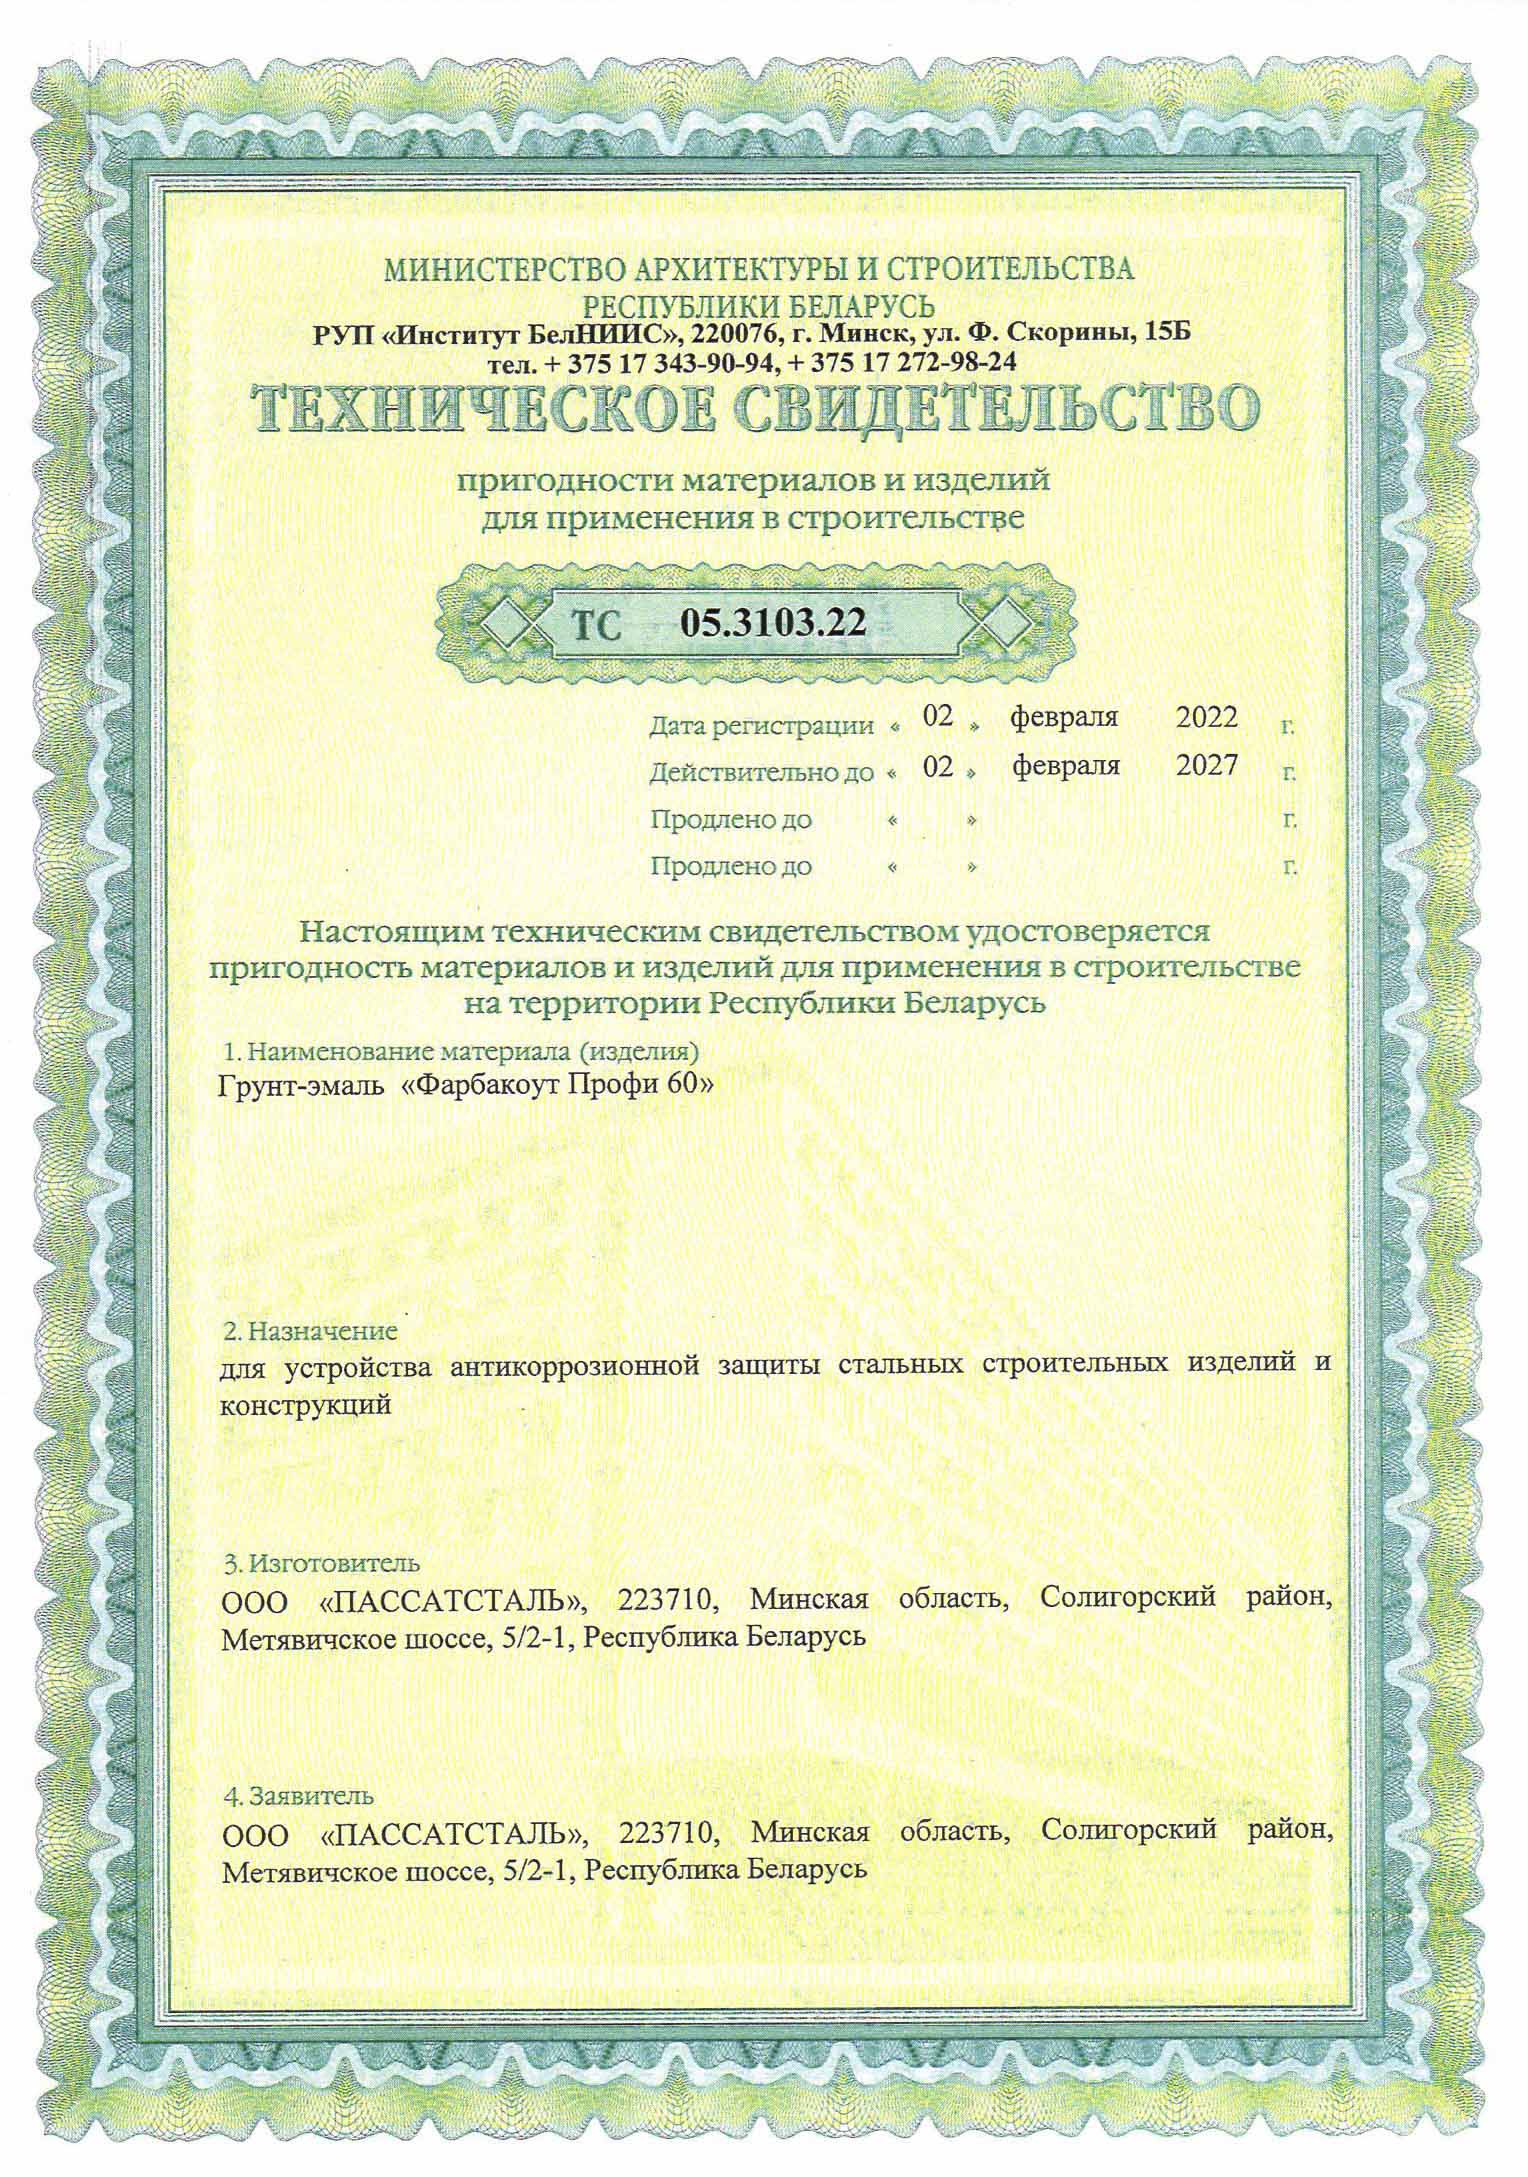 МИНИСТЕРСТВО АРХИТЕКТУРЫ И СТРОИТЕЛЬСТВА
РЕСПУБЛИКИ БЕЛАРУСЬ
РУП «Институт БелНИИС», 220076, г. Минск, ул. Ф. Скорины, 15Б
тел. + 375 17 343-90-94, + 375 17 272-98-24
ТЕХНИЧЕСКОЕ СВИДЕТЕЛЬСТВО
пригодности материалов и изделий
для применения в строительстве
ТС 05.3103.22
Дата регистрации « 02 » февраля 2022 г.
Действительно до « 02 » февраля 2027 г.
Продлено до « » г.
Продлено до « » г.
Настоящим техническим свидетельством удостоверяется
пригодность материалов и изделий для применения в строительстве
на территории Республики Беларусь
1. Наименование материала (изделия)
Грунт-эмаль «Фарбакоут Профи 60»
2. Назначение
для устройства антикоррозионной защиты стальных строительных изделий и
конструкций
3. Изготовитель
ООО «ПАССАТСТАЛЬ», 223710, Минская область, Солигорский район,
Метявичское шоссе, 5/2-1, Республика Беларусь
4. Заявитель
ООО «ПАССАТСТАЛЬ», 223710, Минская область, Солигорский район,
Метявичское шоссе, 5/2-1, Республика Беларусь